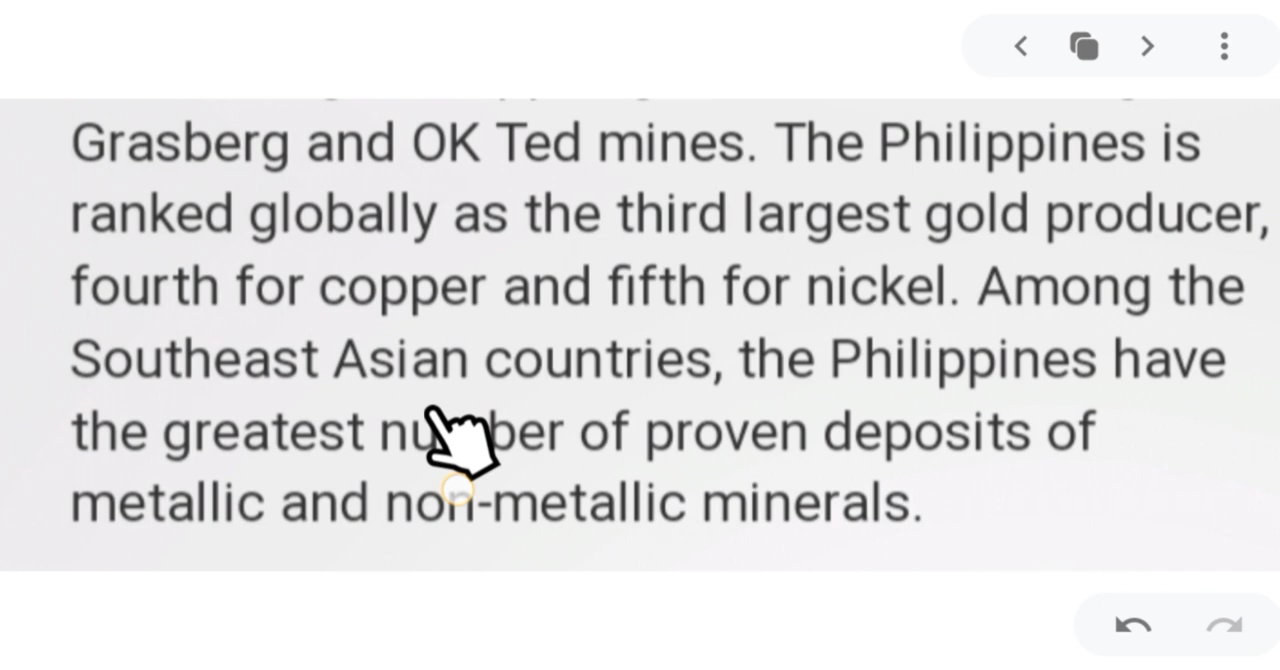 Grasberg and OK Ted mines. The Philippines is
ranked globally as the third largest gold producer,
fourth for copper and fifth for nickel. Among the
Southeast Asian countries, the Philippines have
the greatest number of proven deposits of
metallic and non-metallic minerals.